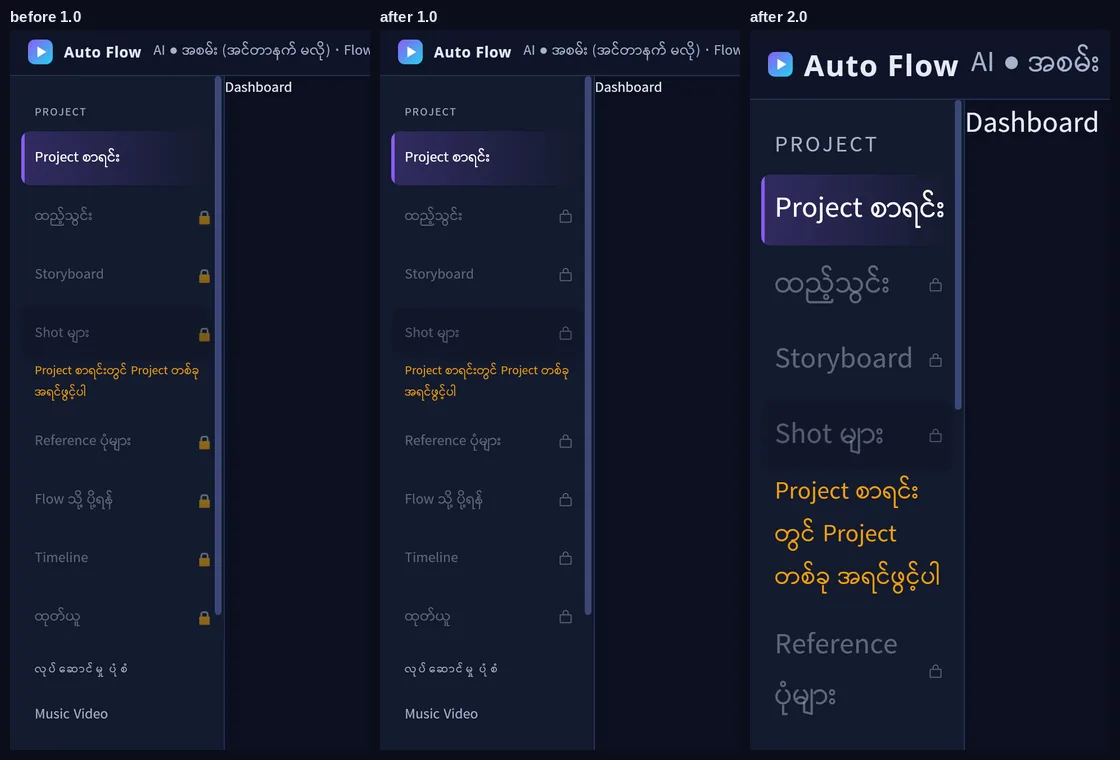 before 1.0
Auto Flow AI ● အစမ်း (အင်တာနက် မလို) · Flow
PROJECT
Dashboard
Project စာရင်း
ထည့်သွင်း
Storyboard
Shot များ
Project စာရင်းတွင် Project တစ်ခု
အရင်ဖွင့်ပါ
Reference ပုံများ
Flow သို့ ပို့ရန်
Timeline
ထုတ်ယူ
လုပ်ဆောင်မှု ပုံစံ
Music Video
after 1.0
Auto Flow AI ● အစမ်း (အင်တာနက် မလို) · Flow
PROJECT
Dashboard
Project စာရင်း
ထည့်သွင်း
Storyboard
Shot များ
Project စာရင်းတွင် Project တစ်ခု
အရင်ဖွင့်ပါ
Reference ပုံများ
Flow သို့ ပို့ရန်
Timeline
ထုတ်ယူ
လုပ်ဆောင်မှု ပုံစံ
Music Video
after 2.0
Auto Flow AI ● အစမ်း
PROJECT
Dashboard
Project စာရင်း
ထည့်သွင်း
Storyboard
Shot များ
Project စာရင်း
တွင် Project
တစ်ခု အရင်ဖွင့်ပါ
Reference
ပုံများ